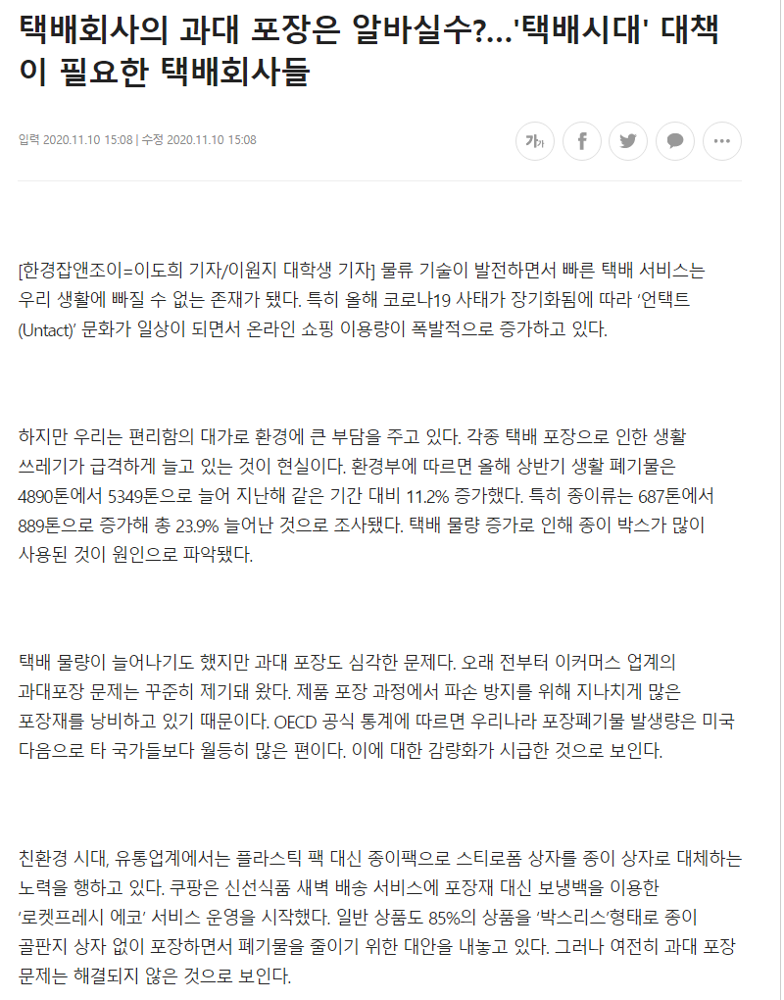 택배회사의 과대 포장은 알바실수?...'택배시대' 대책
이 필요한 택배회사들
입력 2020.11.10 15:08 | 수정 2020.11.10 15:08
가가
[한경잡앤조이=이도희 기자/이원지 대학생 기자] 물류 기술이 발전하면서 빠른 택배 서비스는
우리 생활에 빠질 수 없는 존재가 됐다. 특히 올해 코로나19 사태가 장기화됨에 따라 ‘언택트
(Untact)’ 문화가 일상이 되면서 온라인 쇼핑 이용량이 폭발적으로 증가하고 있다.
하지만 우리는 편리함의 대가로 환경에 큰 부담을 주고 있다. 각종 택배 포장으로 인한 생활
쓰레기가 급격하게 늘고 있는 것이 현실이다. 환경부에 따르면 올해 상반기 생활 폐기물은
4890톤에서 5349톤으로 늘어 지난해 같은 기간 대비 11.2% 증가했다. 특히 종이류는 687톤에서
889톤으로 증가해 총 23.9% 늘어난 것으로 조사됐다. 택배 물량 증가로 인해 종이 박스가 많이
사용된 것이 원인으로 파악됐다.
택배 물량이 늘어나기도 했지만 과대 포장도 심각한 문제다. 오래 전부터 이커머스 업계의
과대포장 문제는 꾸준히 제기돼 왔다. 제품 포장 과정에서 파손 방지를 위해 지나치게 많은
포장재를 낭비하고 있기 때문이다. OECD 공식 통계에 따르면 우리나라 포장폐기물 발생량은 미국
다음으로 타 국가들보다 월등히 많은 편이다. 이에 대한 감량화가 시급한 것으로 보인다.
친환경 시대, 유통업계에서는 플라스틱 팩 대신 종이팩으로 스티로폼 상자를 종이 상자로 대체하는
노력을 행하고 있다. 쿠팡은 신선식품 새벽 배송 서비스에 포장재 대신 보냉백을 이용한
‘로켓프레시 에코’ 서비스 운영을 시작했다. 일반 상품도 85%의 상품을 ‘박스리스’형태로 종이
골판지 상자 없이 포장하면서 폐기물을 줄이기 위한 대안을 내놓고 있다. 그러나 여전히 과대 포장
문제는 해결되지 않은 것으로 보인다.